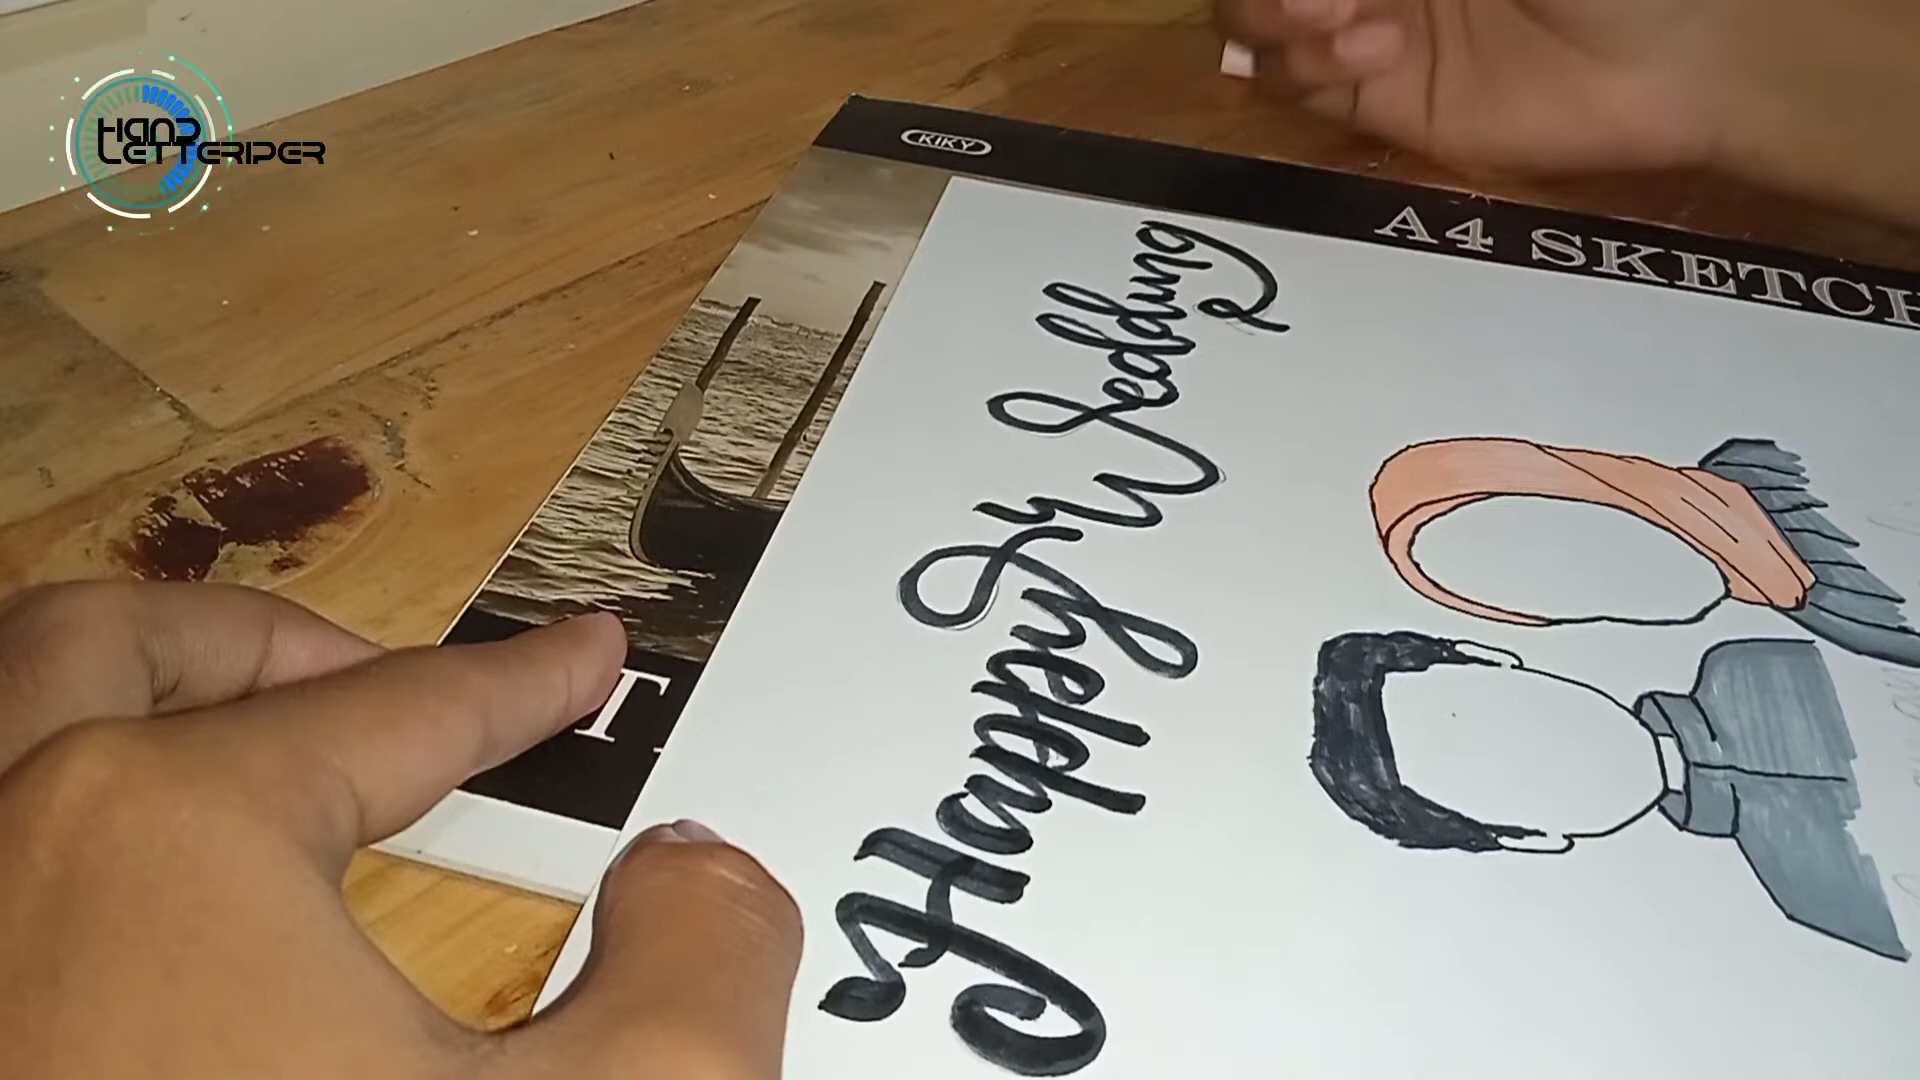 HAND
LETTERIPER
KIKY
A4 SKETCH
Happy Wedding